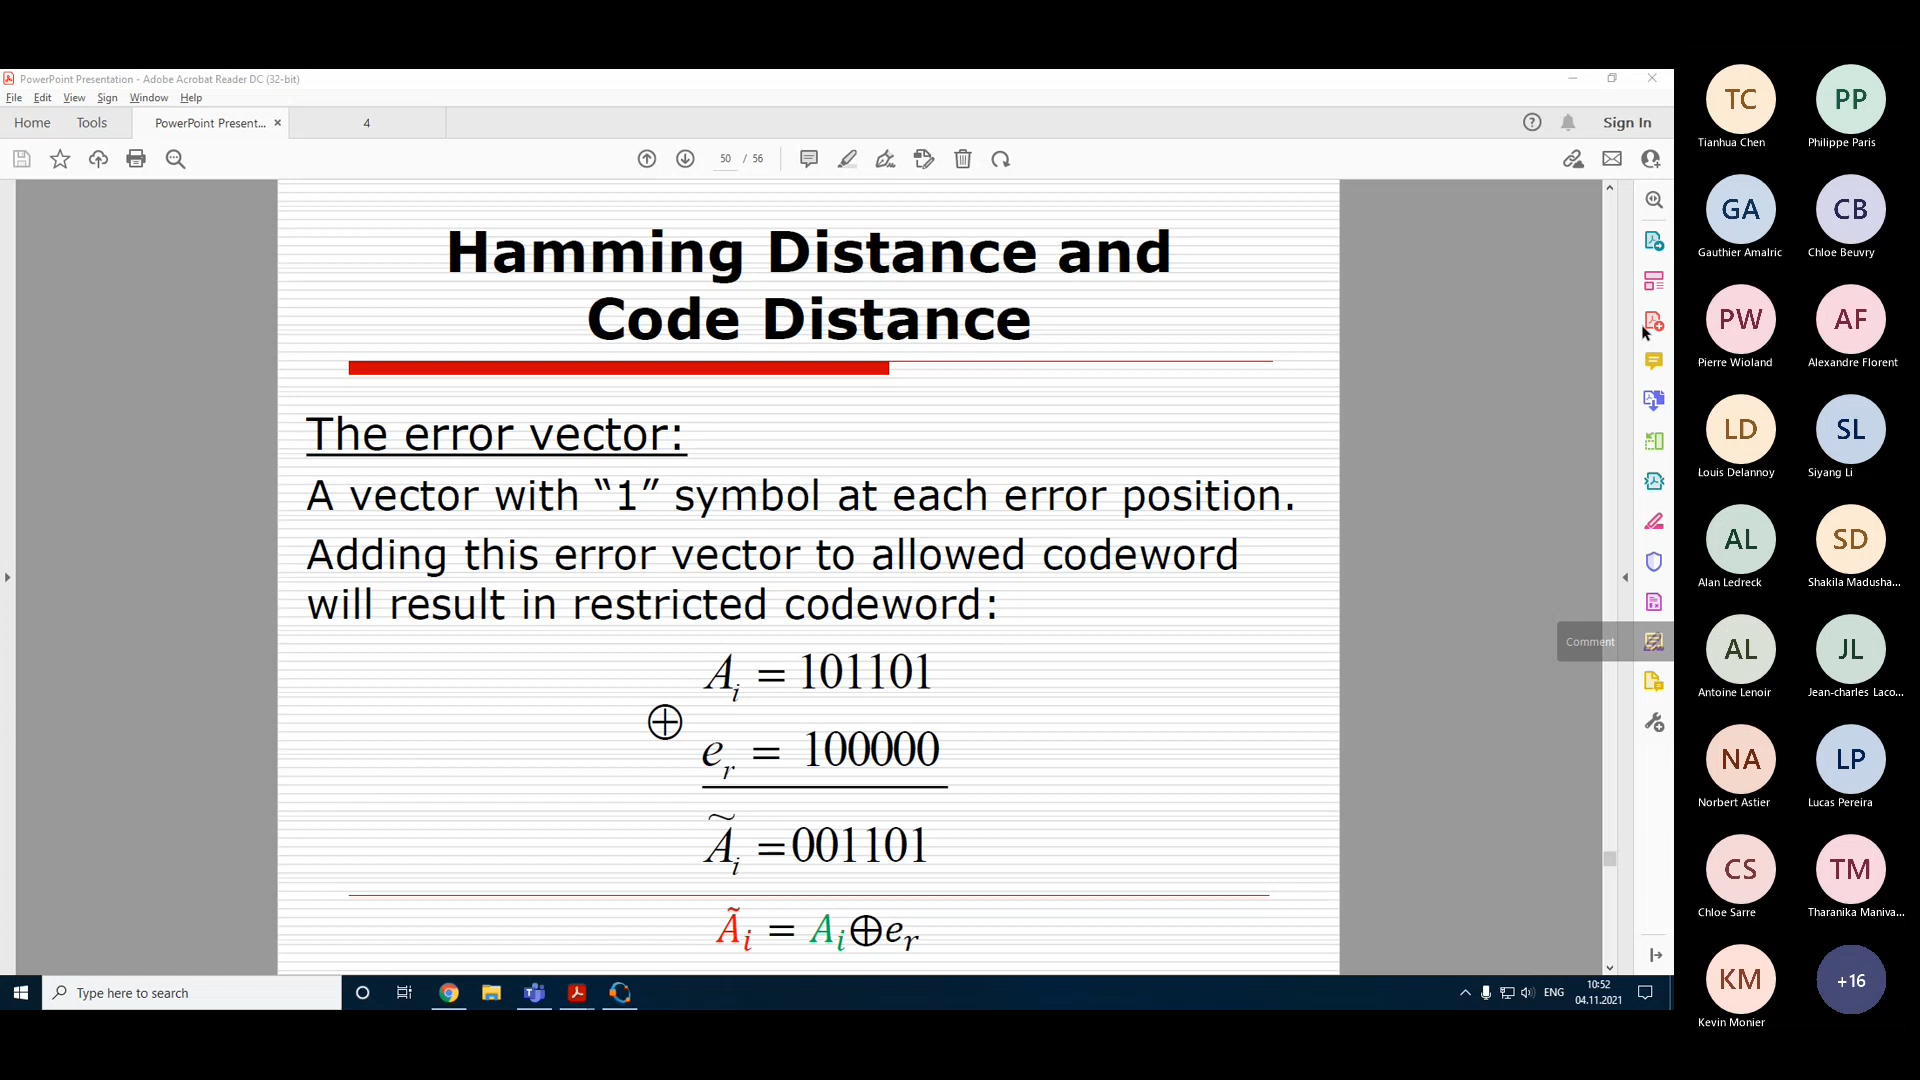 PowerPoint Presentation - Adobe Acrobat Reader DC (32-bit)
File Edit View Sign Window Help
Home Tools PowerPoint Present... × 4 Sign In
50 / 56
Hamming Distance and
Code Distance
The error vector:
A vector with “1” symbol at each error position.
Adding this error vector to allowed codeword
will result in restricted codeword:
A_i = 101101
⊕
e_r = 100000
Ã_i =001101
Ã_i = A_i⊕e_r
Comment
Type here to search
ENG
10:52
04.11.2021
TC PP
Tianhua Chen Philippe Paris
GA CB
Gauthier Amalric Chloe Beuvry
PW AF
Pierre Wioland Alexandre Florent
LD SL
Louis Delannoy Siyang Li
AL SD
Alan Ledreck Shakila Madusha...
AL JL
Antoine Lenoir Jean-charles Laco...
NA LP
Norbert Astier Lucas Pereira
CS TM
Chloe Sarre Tharanika Maniva...
KM +16
Kevin Monier